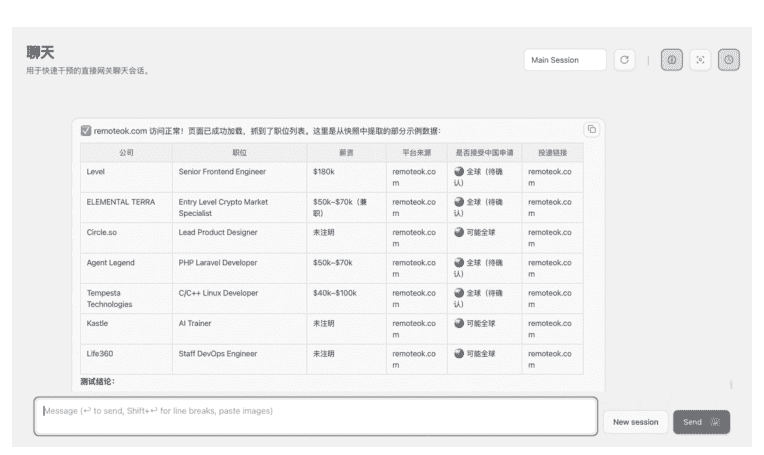 聊天
用于快速干预的直接网关聊天会话。
Main Session
remoteok.com 访问正常！页面已成功加载，抓到了职位列表。这里是从快照中提取的部分示例数据：
公司 职位 薪资 平台来源 是否接受中国申请 投递链接
Level Senior Frontend Engineer $180k remoteok.co 全球（待确 remoteok.co
m 认） m
ELEMENTAL TERRA Entry Level Crypto Market $50k–$70k（兼 remoteok.co 全球（待确 remoteok.co
Specialist 职） m 认） m
Circle.so Lead Product Designer 未注明 remoteok.co 可能全球 remoteok.co
m m
Agent Legend PHP Laravel Developer $50k–$70k remoteok.co 全球（待确 remoteok.co
m 认） m
Tempesta C/C++ Linux Developer $40k–$100k remoteok.co 全球（待确 remoteok.co
Technologies m 认） m
Kastle AI Trainer 未注明 remoteok.co 可能全球 remoteok.co
m m
Life360 Staff DevOps Engineer 未注明 remoteok.co 可能全球 remoteok.co
m m
测试结论：
Message (↩ to send, Shift+↩ for line breaks, paste images)
New session
Send